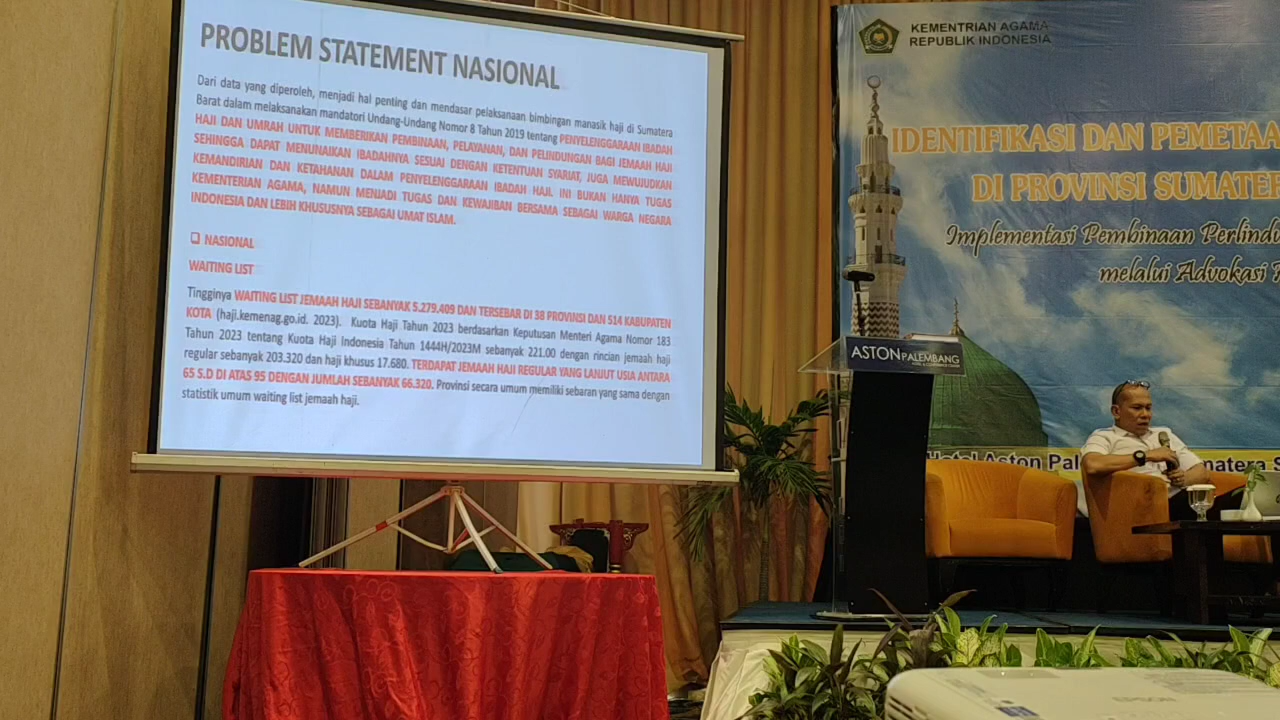 PROBLEM STATEMENT NASIONAL
Dari data yang diperoleh, menjadi hal penting dan mendasar pelaksanaan bimbingan manasik haji di Sumatera
Barat dalam melaksanakan mandatori Undang-Undang Nomor 8 Tahun 2019 tentang PENYELENGGARAAN IBADAH
HAJI DAN UMRAH UNTUK MEMBERIKAN PEMBINAAN, PELAYANAN, DAN PELINDUNGAN BAGI JEMAAH HAJI
SEHINGGA DAPAT MENUNAIKAN IBADAHNYA SESUAI DENGAN KETENTUAN SYARIAT, JUGA MEWUJUDKAN
KEMANDIRIAN DAN KETAHANAN DALAM PENYELENGGARAAN IBADAH HAJI. INI BUKAN HANYA TUGAS
KEMENTERIAN AGAMA, NAMUN MENJADI TUGAS DAN KEWAJIBAN BERSAMA SEBAGAI WARGA NEGARA
INDONESIA DAN LEBIH KHUSUSNYA SEBAGAI UMAT ISLAM.
NASIONAL
WAITING LIST
Tingginya WAITING LIST JEMAAH HAJI SEBANYAK 5.279.409 DAN TERSEBAR DI 38 PROVINSI DAN 514 KABUPATEN
KOTA (haji.kemenag.go.id. 2023). Kuota Haji Tahun 2023 berdasarkan Keputusan Menteri Agama Nomor 183
Tahun 2023 tentang Kuota Haji Indonesia Tahun 1444H/2023M sebanyak 221.00 dengan rincian jemaah haji
regular sebanyak 203.320 dan haji khusus 17.680. TERDAPAT JEMAAH HAJI REGULAR YANG LANJUT USIA ANTARA
65 S.D DI ATAS 95 DENGAN JUMLAH SEBANYAK 66.320. Provinsi secara umum memiliki sebaran yang sama dengan
statistik umum waiting list jemaah haji.
KEMENTRIAN AGAMA
REPUBLIK INDONESIA
IDENTIFIKASI DAN PEMETAA
DI PROVINSI SUMATER
Implementasi Pembinaan Perlindu
melalui Advokasi
Hotel Aston Pale
matera S
ASTON PALEMBANG
EPSON